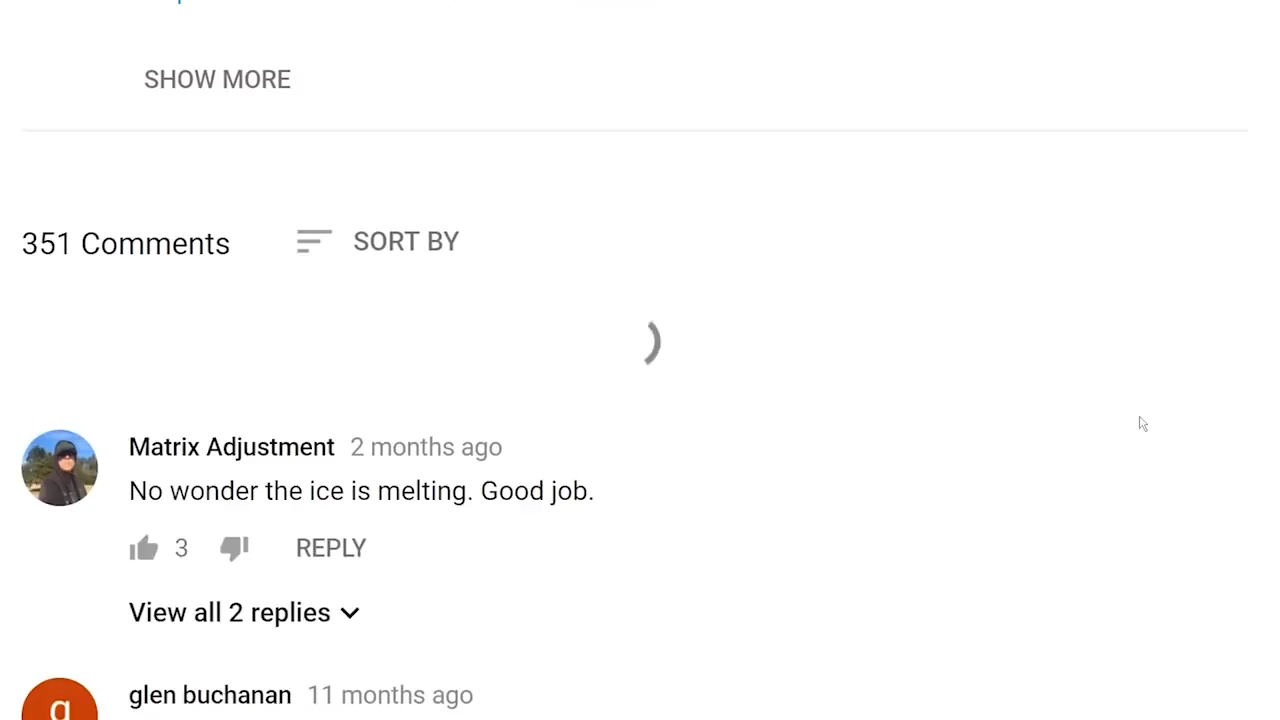 SHOW MORE
351 Comments SORT BY
Matrix Adjustment 2 months ago
No wonder the ice is melting. Good job.
3 REPLY
View all 2 replies
glen buchanan 11 months ago
g